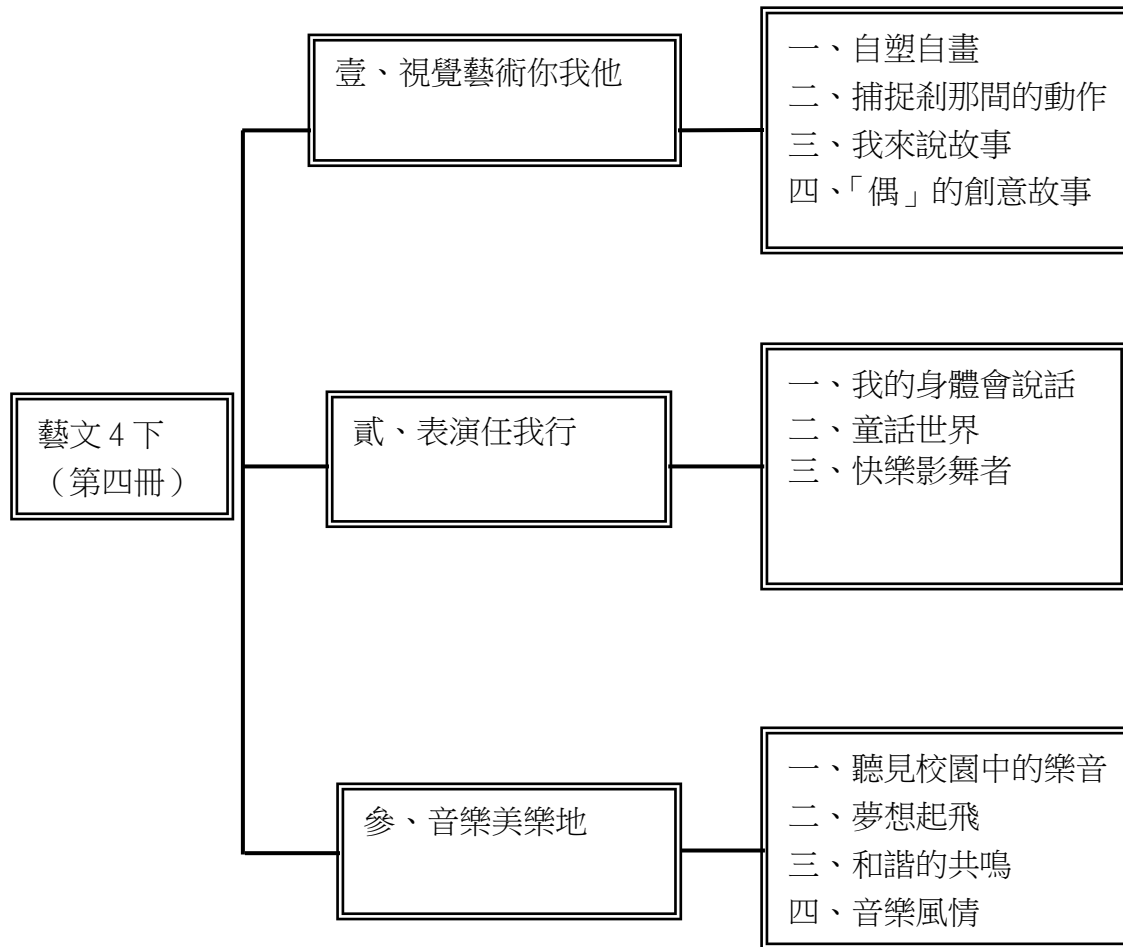 藝文4下
（第四冊）
壹、視覺藝術你我他
一、自塑自畫
二、捕捉剎那間的動作
三、我來說故事
四、「偶」的創意故事
貳、表演任我行
一、我的身體會說話
二、童話世界
三、快樂影舞者
參、音樂美樂地
一、聽見校園中的樂音
二、夢想起飛
三、和諧的共鳴
四、音樂風情